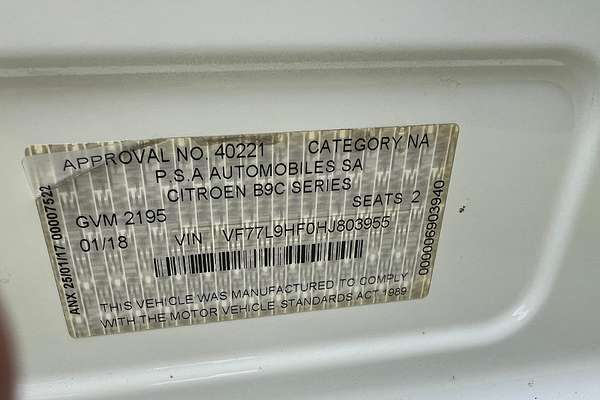 APPROVAL NO. 40221 CATEGORY NA
P.S.A AUTOMOBILES SA
CITROEN B9C SERIES
GVM 2195 SEATS 2
01/18 VIN VF77L9HF0HJ803955
THIS VEHICLE WAS MANUFACTURED TO COMPLY
WITH THE MOTOR VEHICLE STANDARDS ACT 1989
ANX 25/01/17 00007522
000006903940